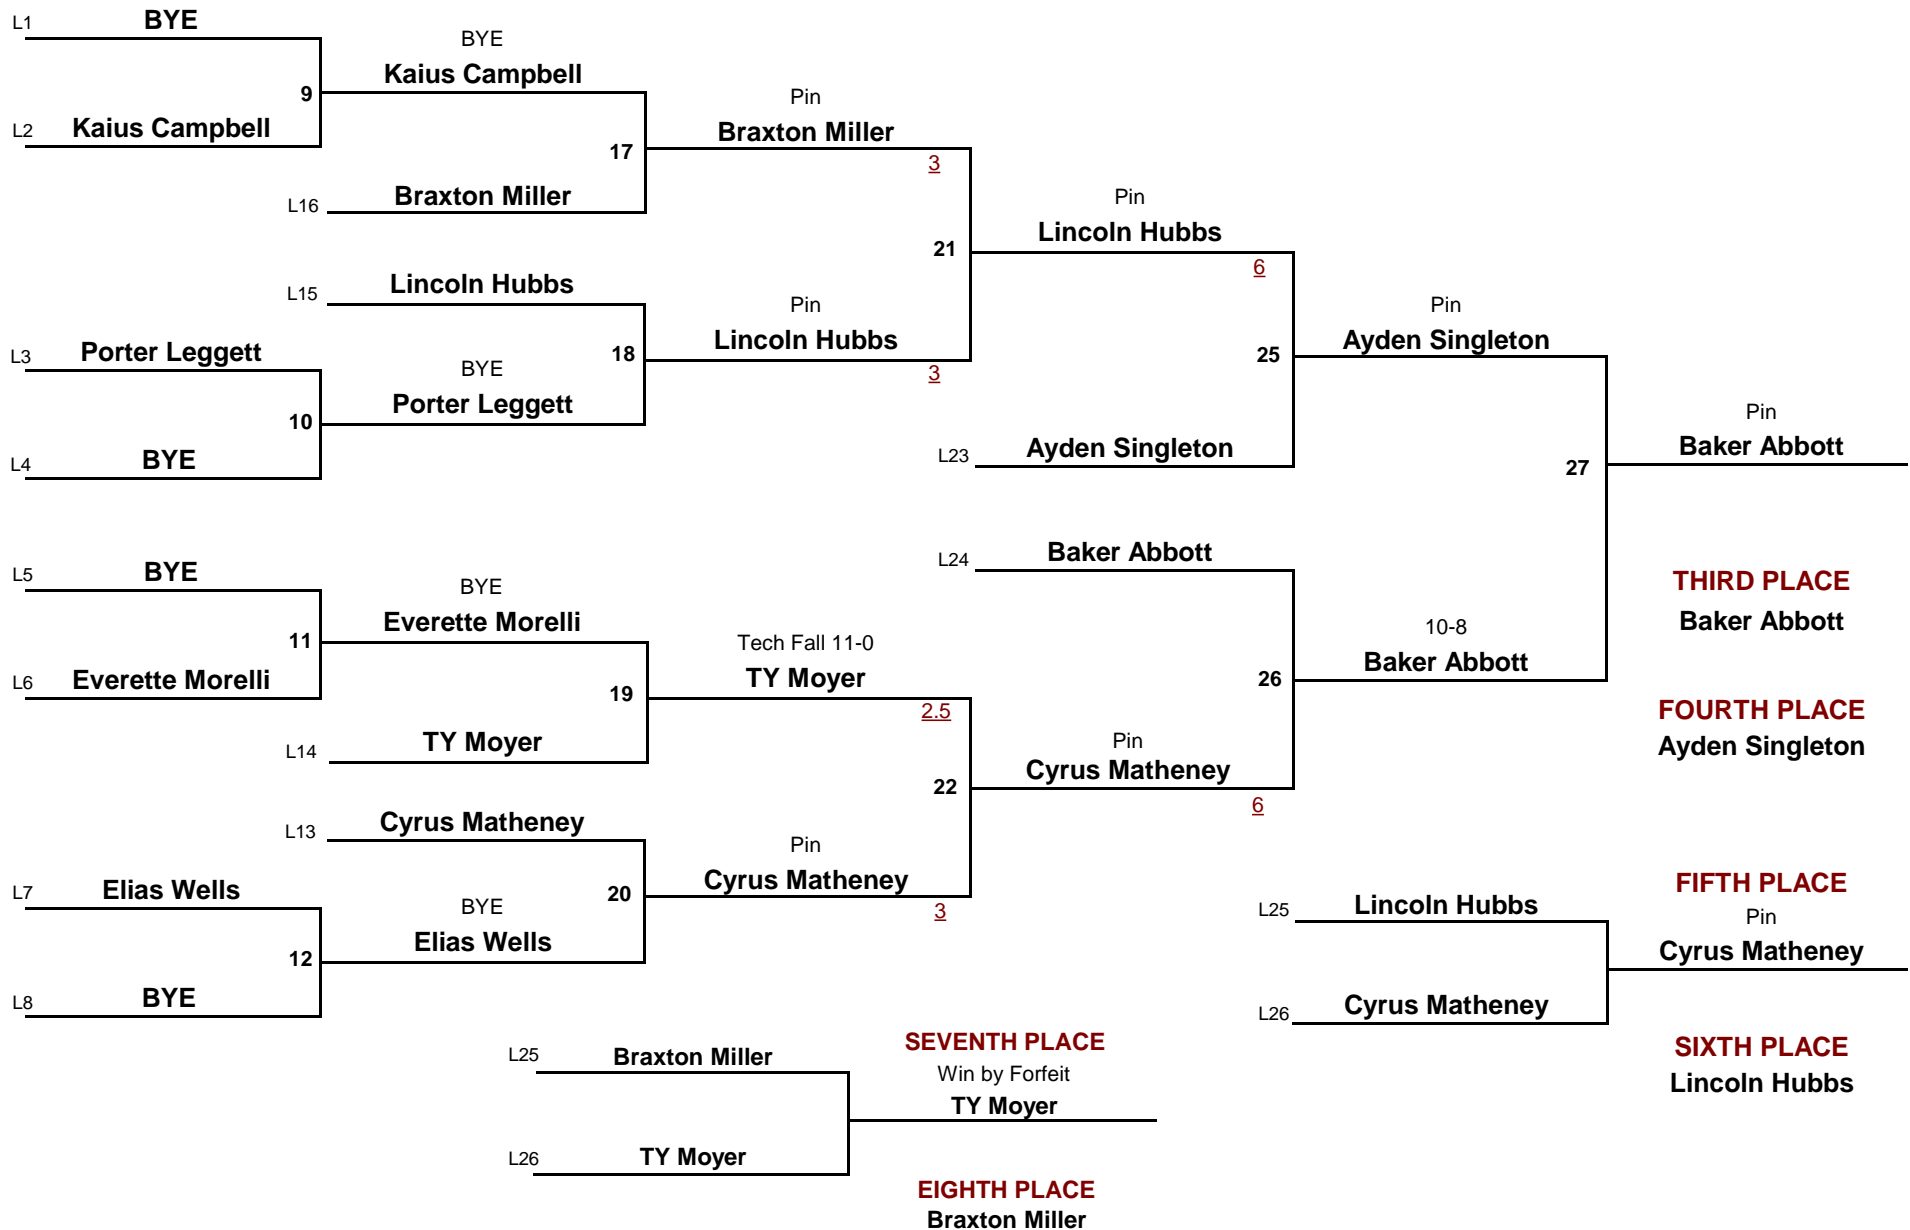 L1 BYE
BYE
Kaius Campbell
9
L2 Kaius Campbell
Pin
Braxton Miller
17
3
L16 Braxton Miller
Pin
Lincoln Hubbs
21
6
L15 Lincoln Hubbs
Pin
Lincoln Hubbs
18
3
L3 Porter Leggett
BYE
Porter Leggett
10
L4 BYE
Pin
Ayden Singleton
25
L23 Ayden Singleton
Pin
Baker Abbott
27
L24 Baker Abbott
L5 BYE
BYE
Everette Morelli
11
L6 Everette Morelli
Tech Fall 11-0
TY Moyer
19
2.5
L14 TY Moyer
10-8
Baker Abbott
26
THIRD PLACE
Baker Abbott
FOURTH PLACE
Ayden Singleton
Pin
Cyrus Matheney
22
6
L13 Cyrus Matheney
Pin
Cyrus Matheney
20
3
L7 Elias Wells
BYE
Elias Wells
12
L8 BYE
FIFTH PLACE
L25 Lincoln Hubbs
Pin
Cyrus Matheney
L26 Cyrus Matheney
SIXTH PLACE
Lincoln Hubbs
L25 Braxton Miller
SEVENTH PLACE
Win by Forfeit
TY Moyer
L26 TY Moyer
EIGHTH PLACE
Braxton Miller